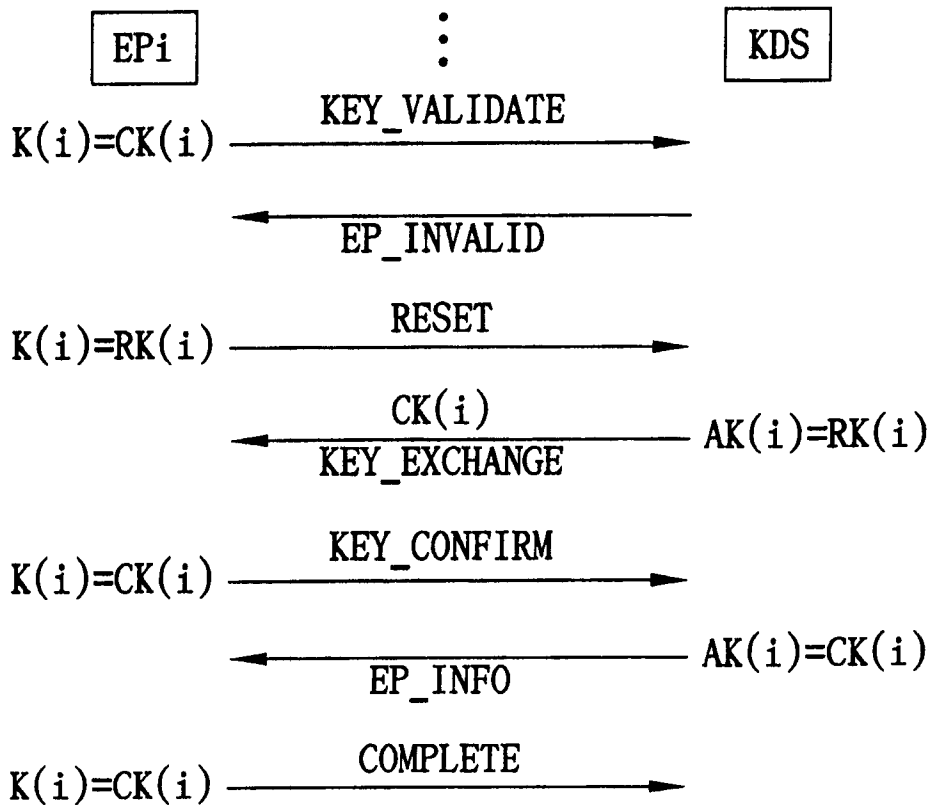 EPi
KDS
KEY_VALIDATE
K(i)=CK(i)
EP_INVALID
RESET
K(i)=RK(i)
CK(i)
AK(i)=RK(i)
KEY_EXCHANGE
KEY_CONFIRM
K(i)=CK(i)
AK(i)=CK(i)
EP_INFO
COMPLETE
K(i)=CK(i)